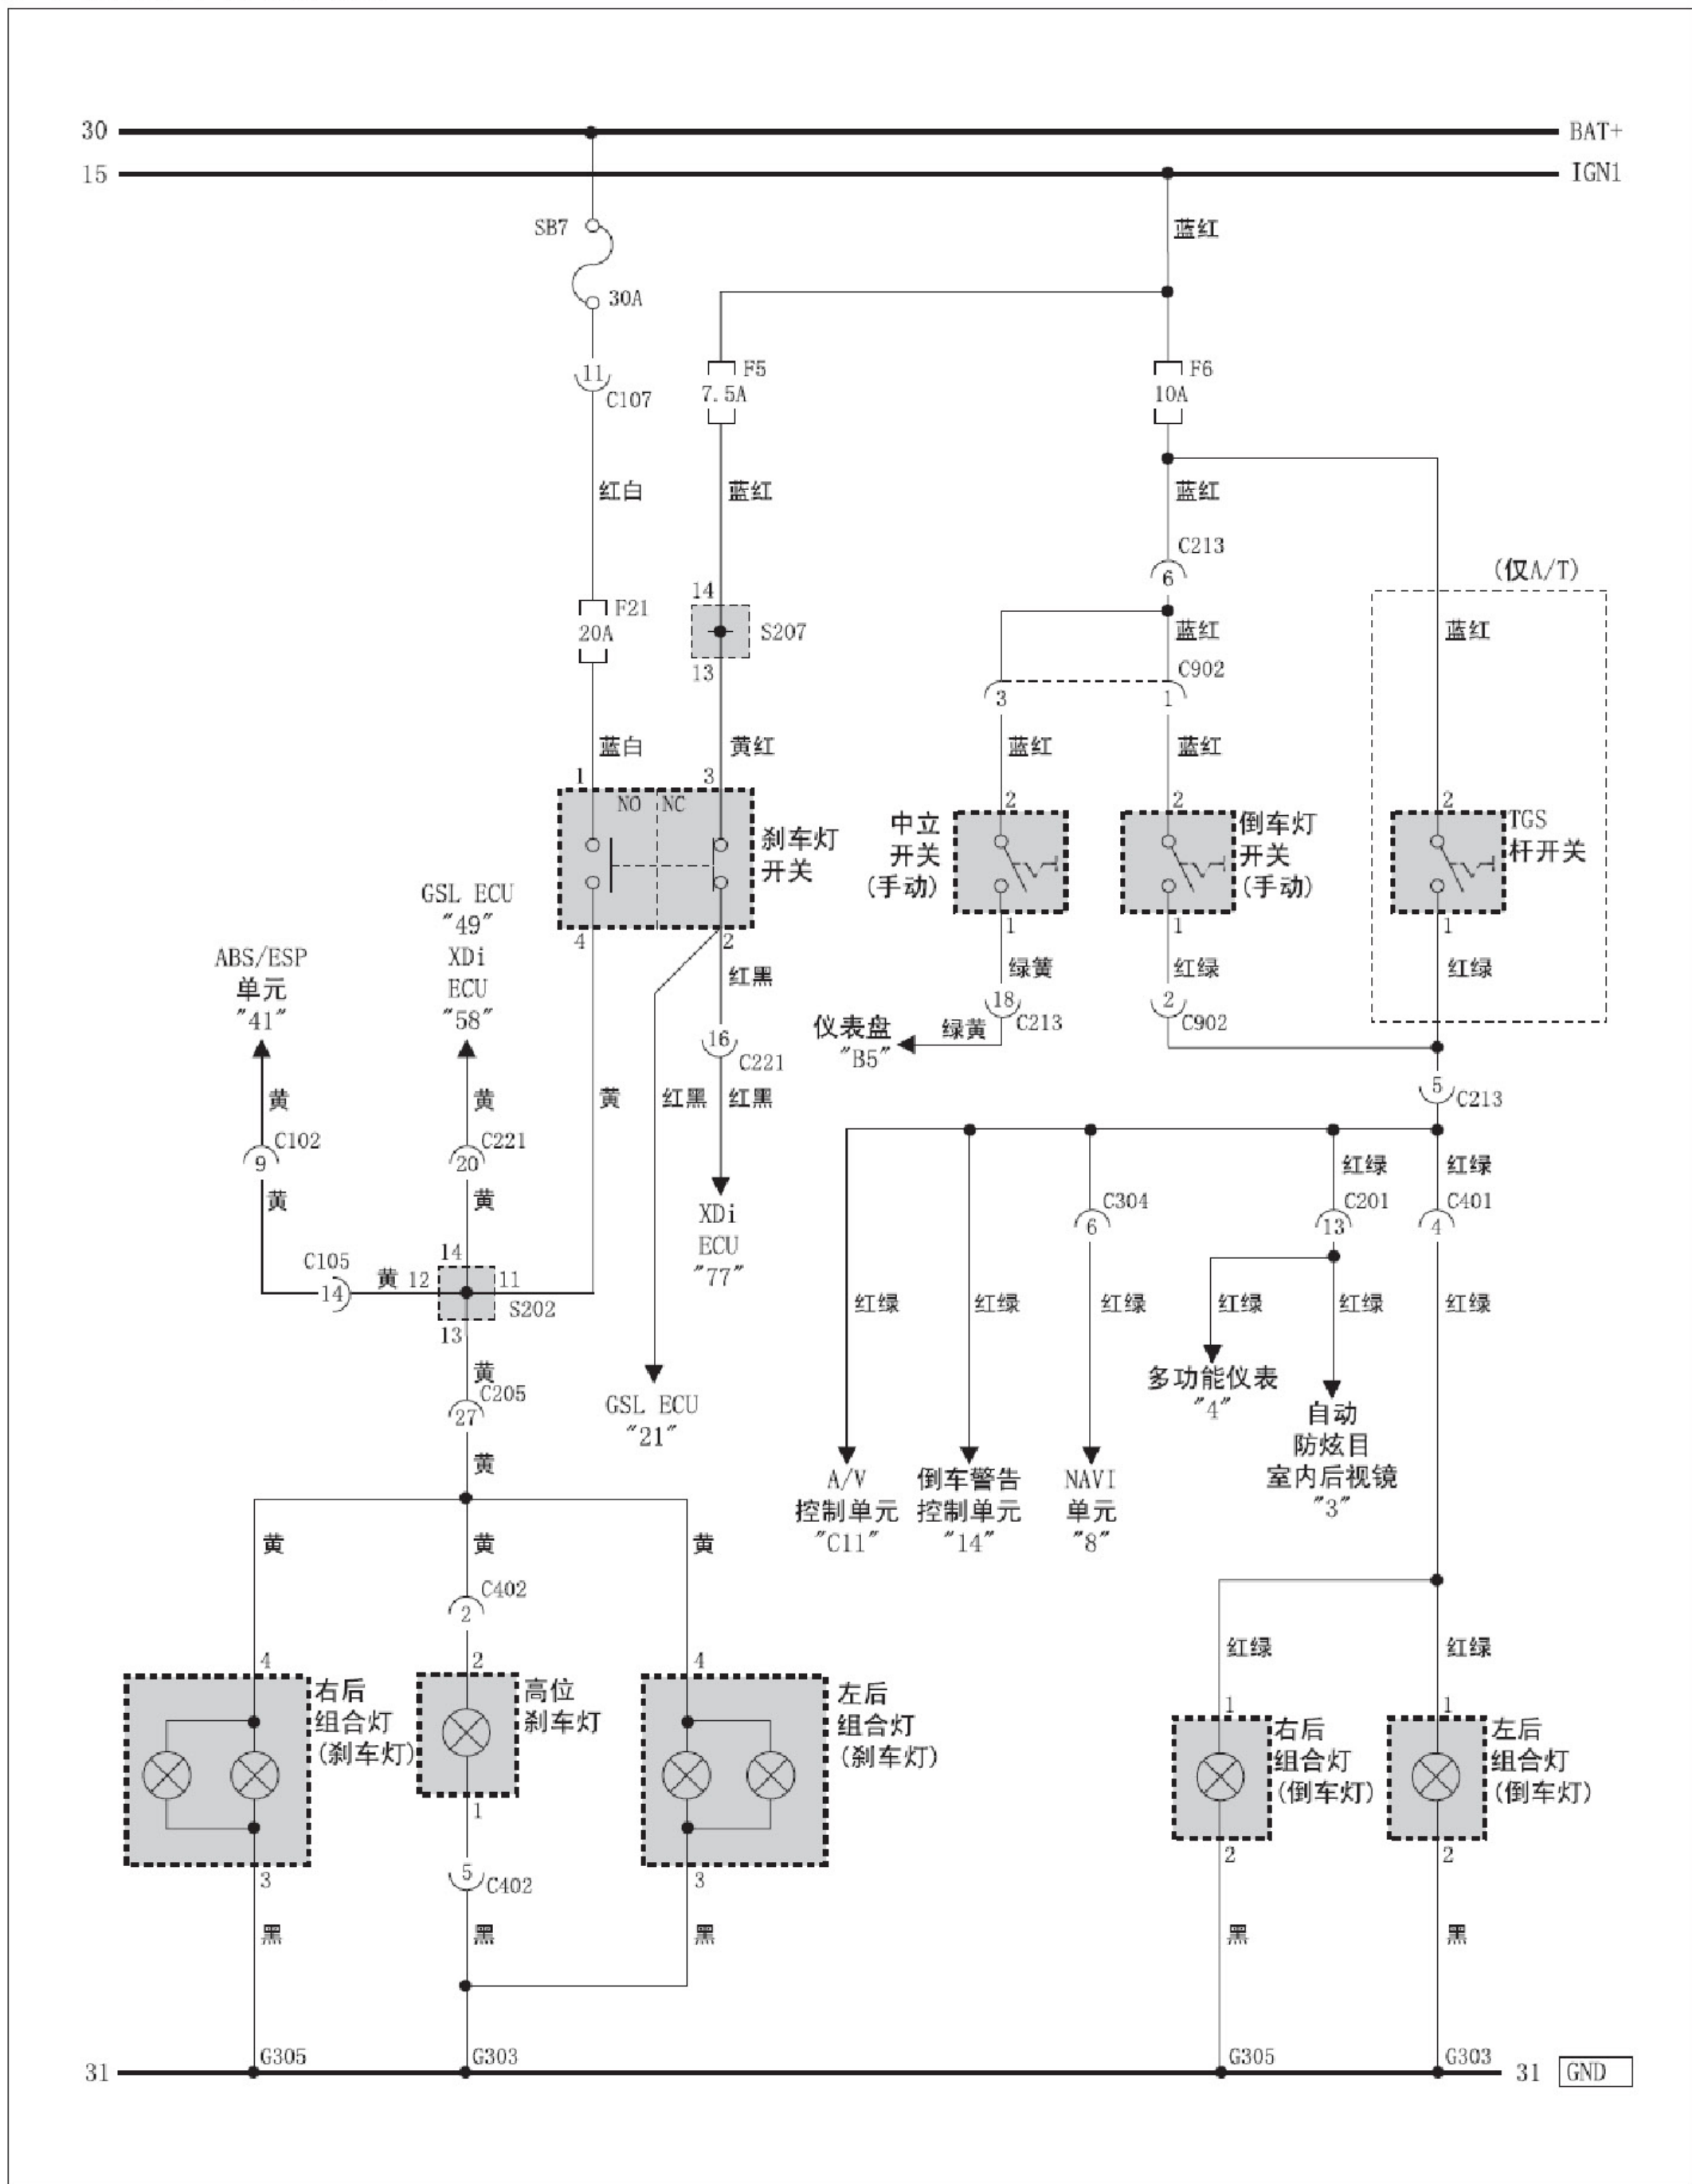 30
BAT+
15
IGN1
SB7
30A
蓝红
11
C107
F5
7.5A
F6
10A
红白
蓝红
蓝红
C213
6
(仅A/T)
14
F21
20A
S207
13
蓝红
蓝红
C902
3
1
蓝白
黄红
蓝红
蓝红
1
3
2
2
2
NO
NC
刹车灯
开关
中立
开关
(手动)
倒车灯
开关
(手动)
TGS
杆开关
4
2
1
1
1
GSL ECU
"49"
XDi
ECU
"58"
ABS/ESP
单元
"41"
红黑
绿黄
红绿
红绿
16
C221
18
C213
2
C902
仪表盘
"B5"
绿黄
黄
黄
黄
红黑
红黑
5
C213
C102
9
C221
20
黄
黄
红绿
红绿
XDi
ECU
"77"
C304
6
C201
13
C401
4
C105
14
黄
12
14
11
S202
13
红绿
红绿
红绿
红绿
红绿
红绿
黄
C205
27
GSL ECU
"21"
多功能仪表
"4"
自动
防炫目
室内后视镜
"3"
黄
A/V
控制单元
"C11"
倒车警告
控制单元
"14"
NAVI
单元
"8"
黄
黄
黄
C402
2
4
2
4
红绿
红绿
右后
组合灯
(刹车灯)
高位
刹车灯
左后
组合灯
(刹车灯)
1
1
右后
组合灯
(倒车灯)
左后
组合灯
(倒车灯)
1
3
5
C402
3
2
2
黑
黑
黑
黑
黑
31
G305
G303
G305
G303
31
GND